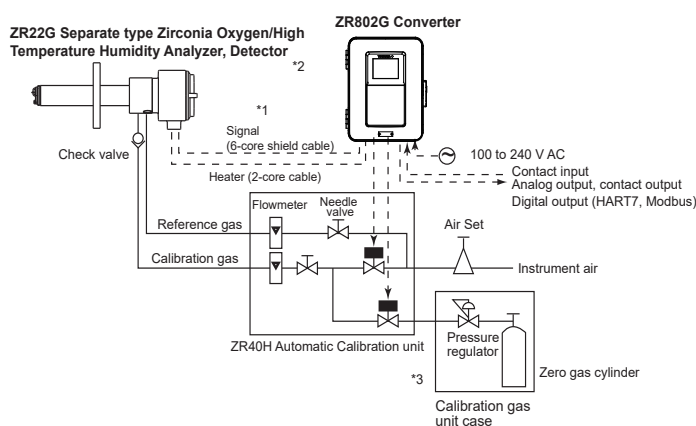 ZR802G Converter
ZR22G Separate type Zirconia Oxygen/High
Temperature Humidity Analyzer, Detector
*2
*1
Signal
(6-core shield cable)
Check valve
Heater (2-core cable)
100 to 240 V AC
Contact input
Analog output, contact output
Digital output (HART7, Modbus)
Flowmeter
Needle
valve
Reference gas
Air Set
Calibration gas
Instrument air
ZR40H Automatic Calibration unit
Pressure
regulator
*3
Zero gas cylinder
Calibration gas
unit case